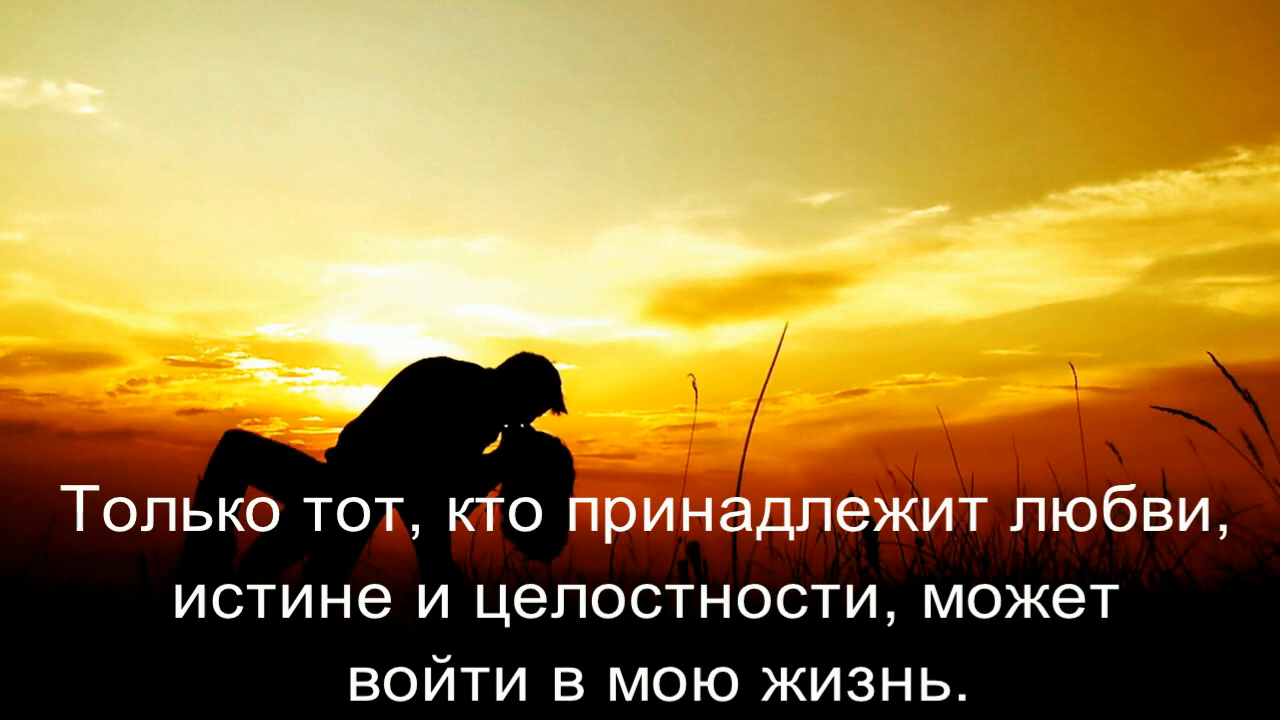 Только тот, кто принадлежит любви,
истине и целостности, может
войти в мою жизнь.